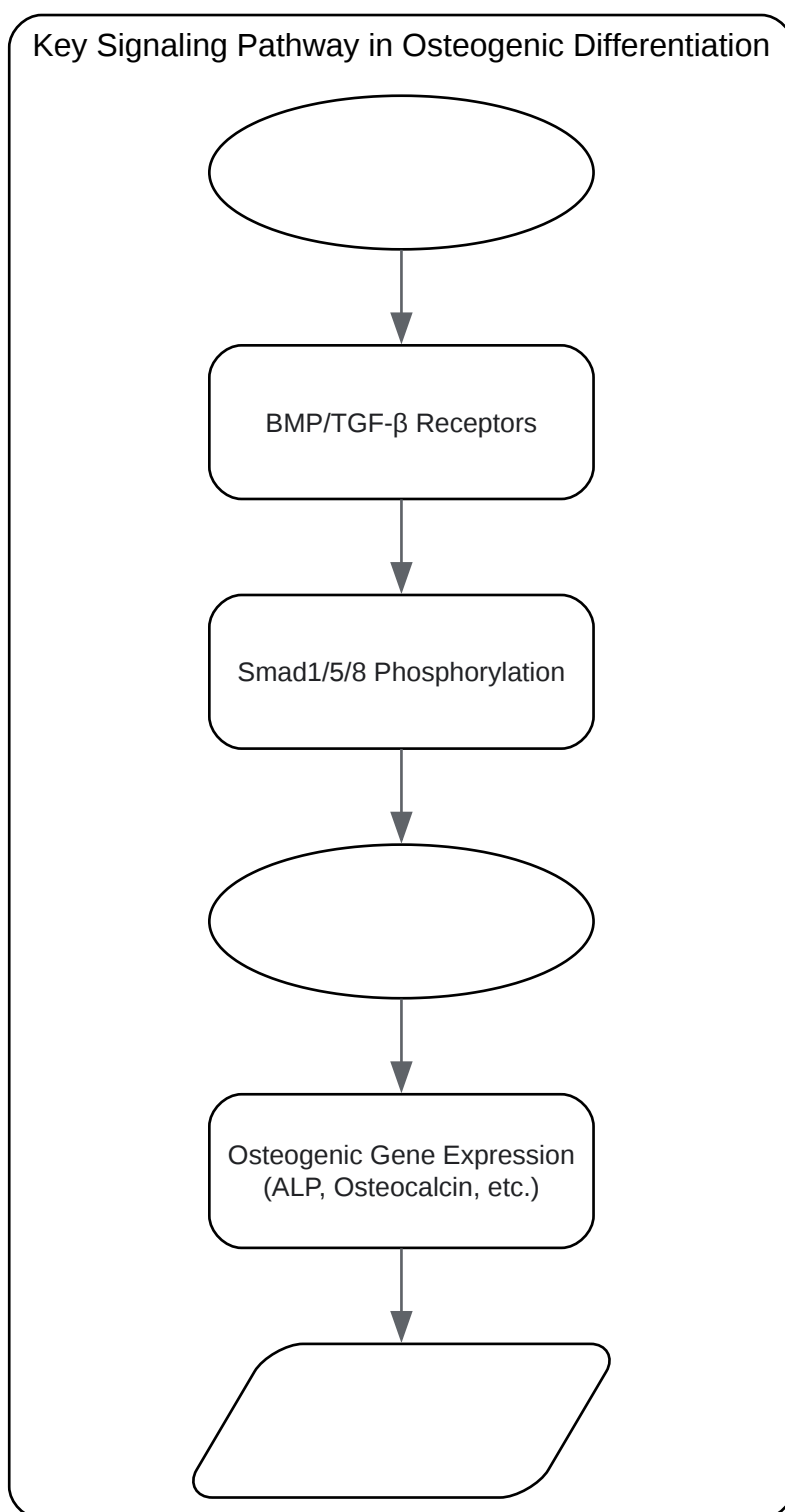 Key Signaling Pathway in Osteogenic Differentiation
BMP/TGF-β Receptors
Smad1/5/8 Phosphorylation
Osteogenic Gene Expression
(ALP, Osteocalcin, etc.)